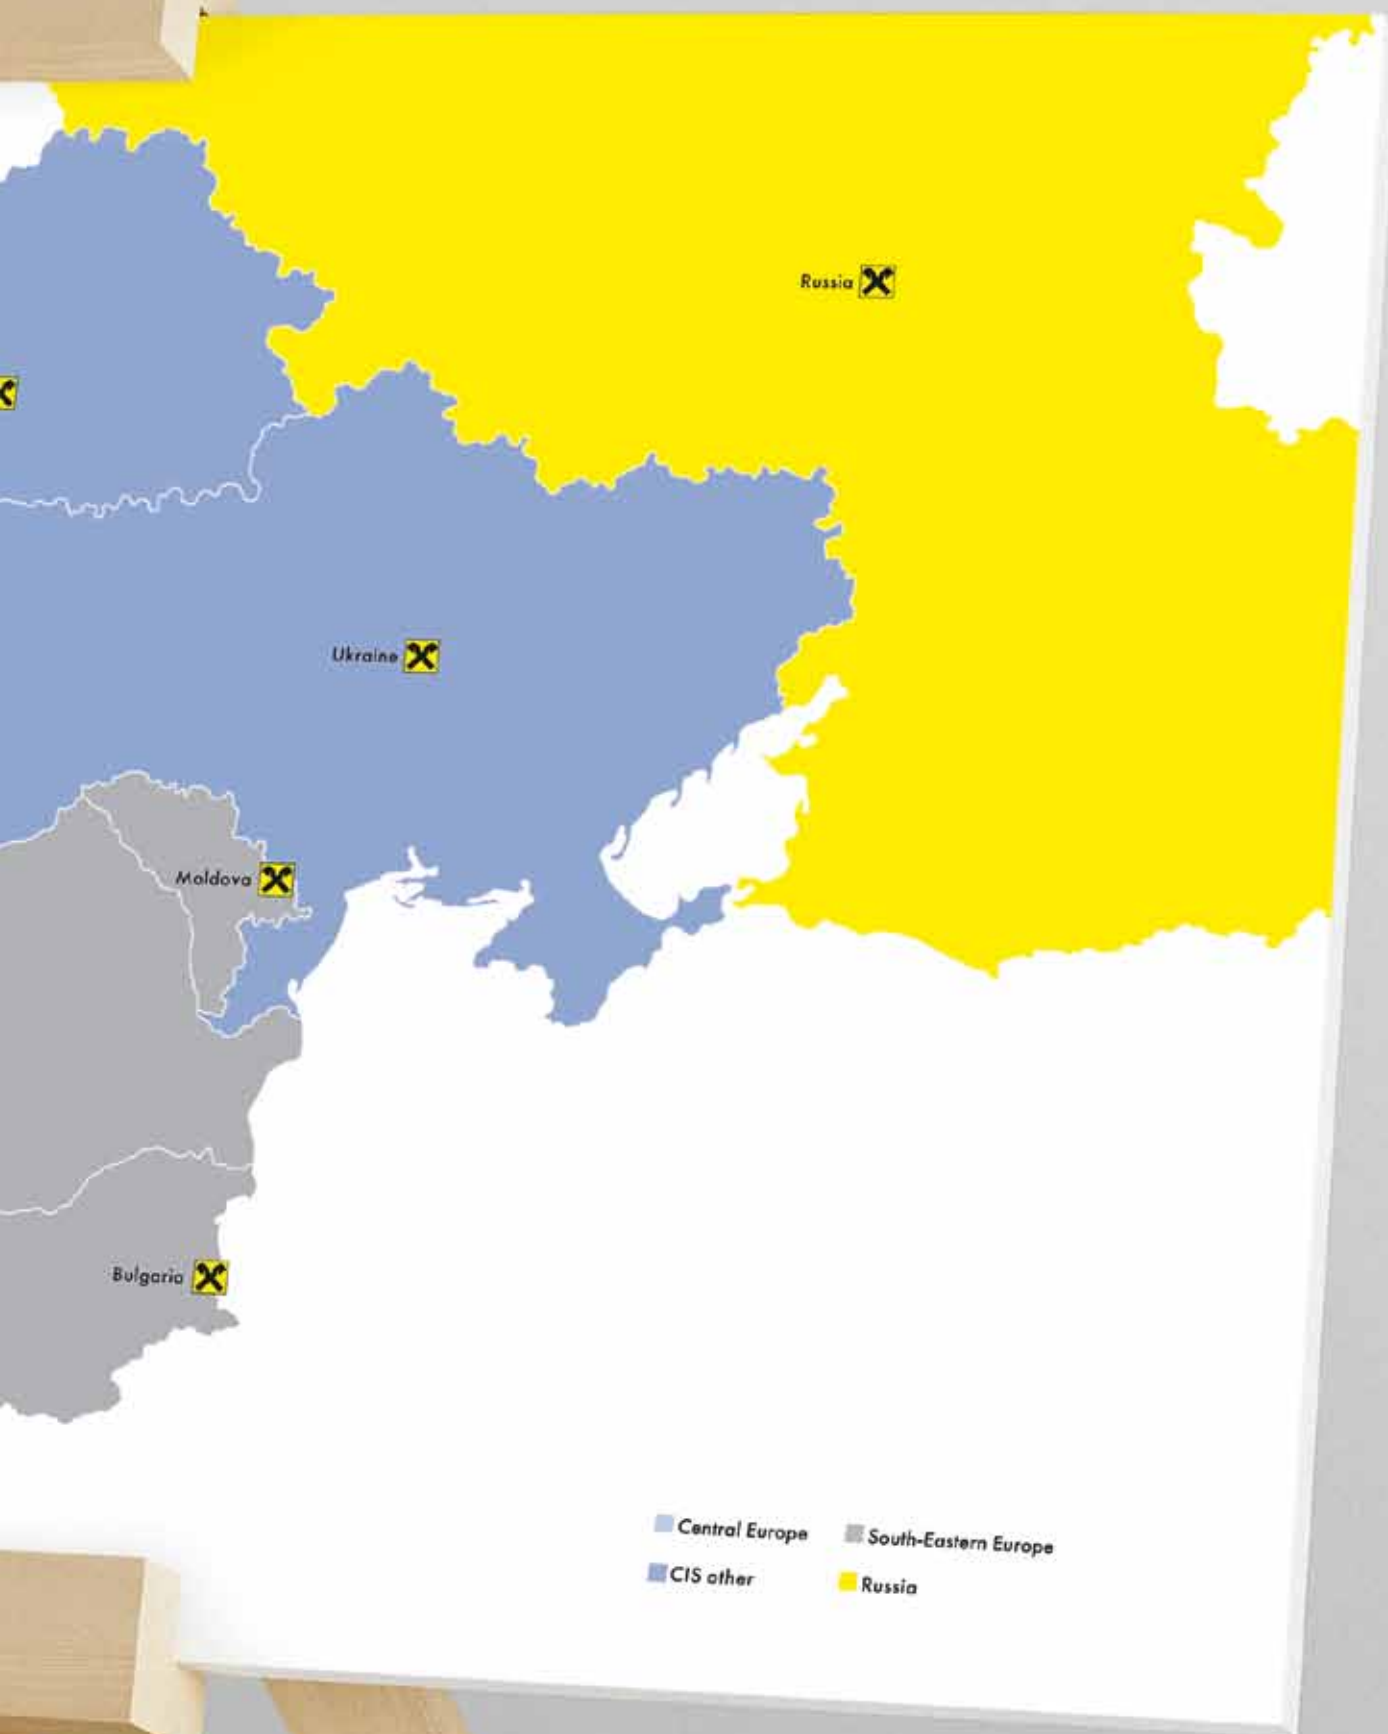 Russia
Ukraine
Moldova
Bulgaria
Central Europe
South-Eastern Europe
CIS other
Russia